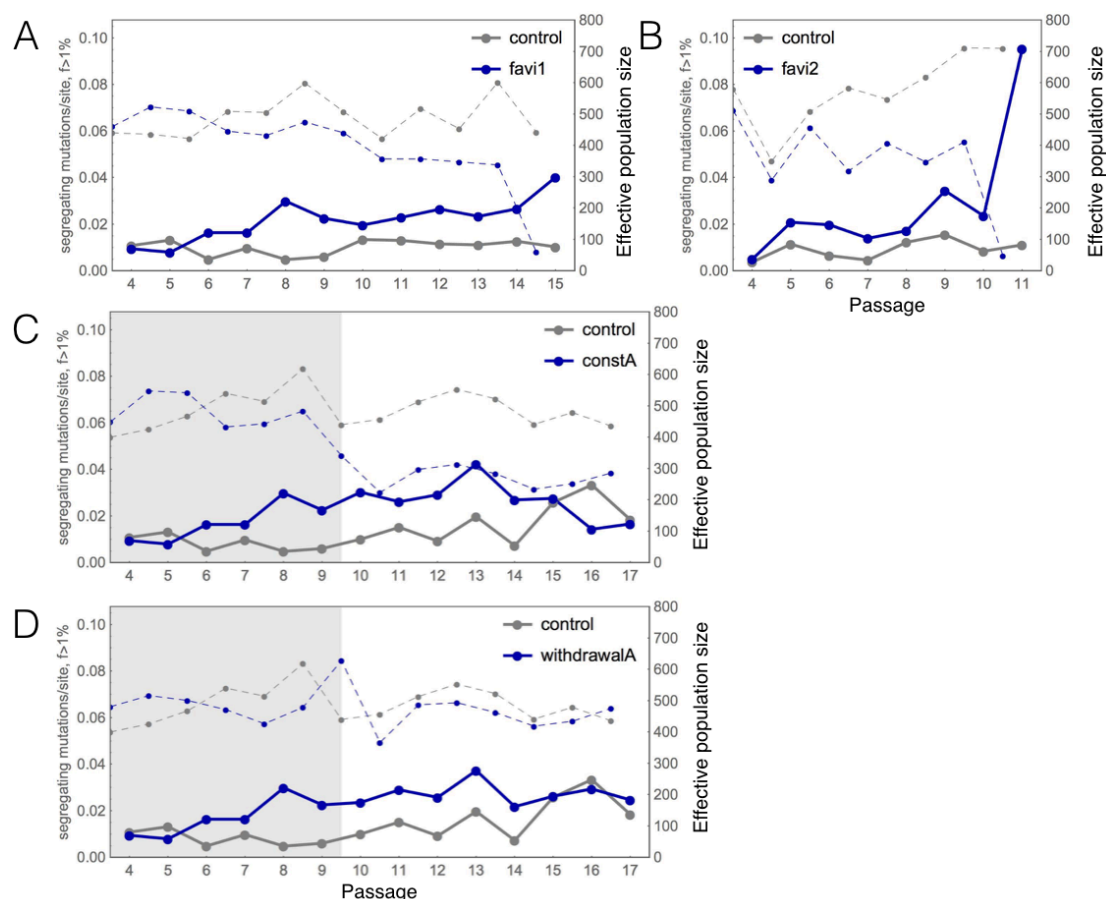 A
segregating mutations/site, f>1%
0.10
0.08
0.06
0.04
0.02
0.00
control
favi1
800
700
600
500
400
300
200
100
0
Effective population size
4 5 6 7 8 9 10 11 12 13 14 15
B
segregating mutations/site, f>1%
0.10
0.08
0.06
0.04
0.02
0.00
control
favi2
800
700
600
500
400
300
200
100
0
Effective population size
4 5 6 7 8 9 10 11
Passage
C
segregating mutations/site, f>1%
0.10
0.08
0.06
0.04
0.02
0.00
control
constA
800
700
600
500
400
300
200
100
0
Effective population size
4 5 6 7 8 9 10 11 12 13 14 15 16 17
D
segregating mutations/site, f>1%
0.10
0.08
0.06
0.04
0.02
0.00
control
withdrawalA
800
700
600
500
400
300
200
100
0
Effective population size
4 5 6 7 8 9 10 11 12 13 14 15 16 17
Passage